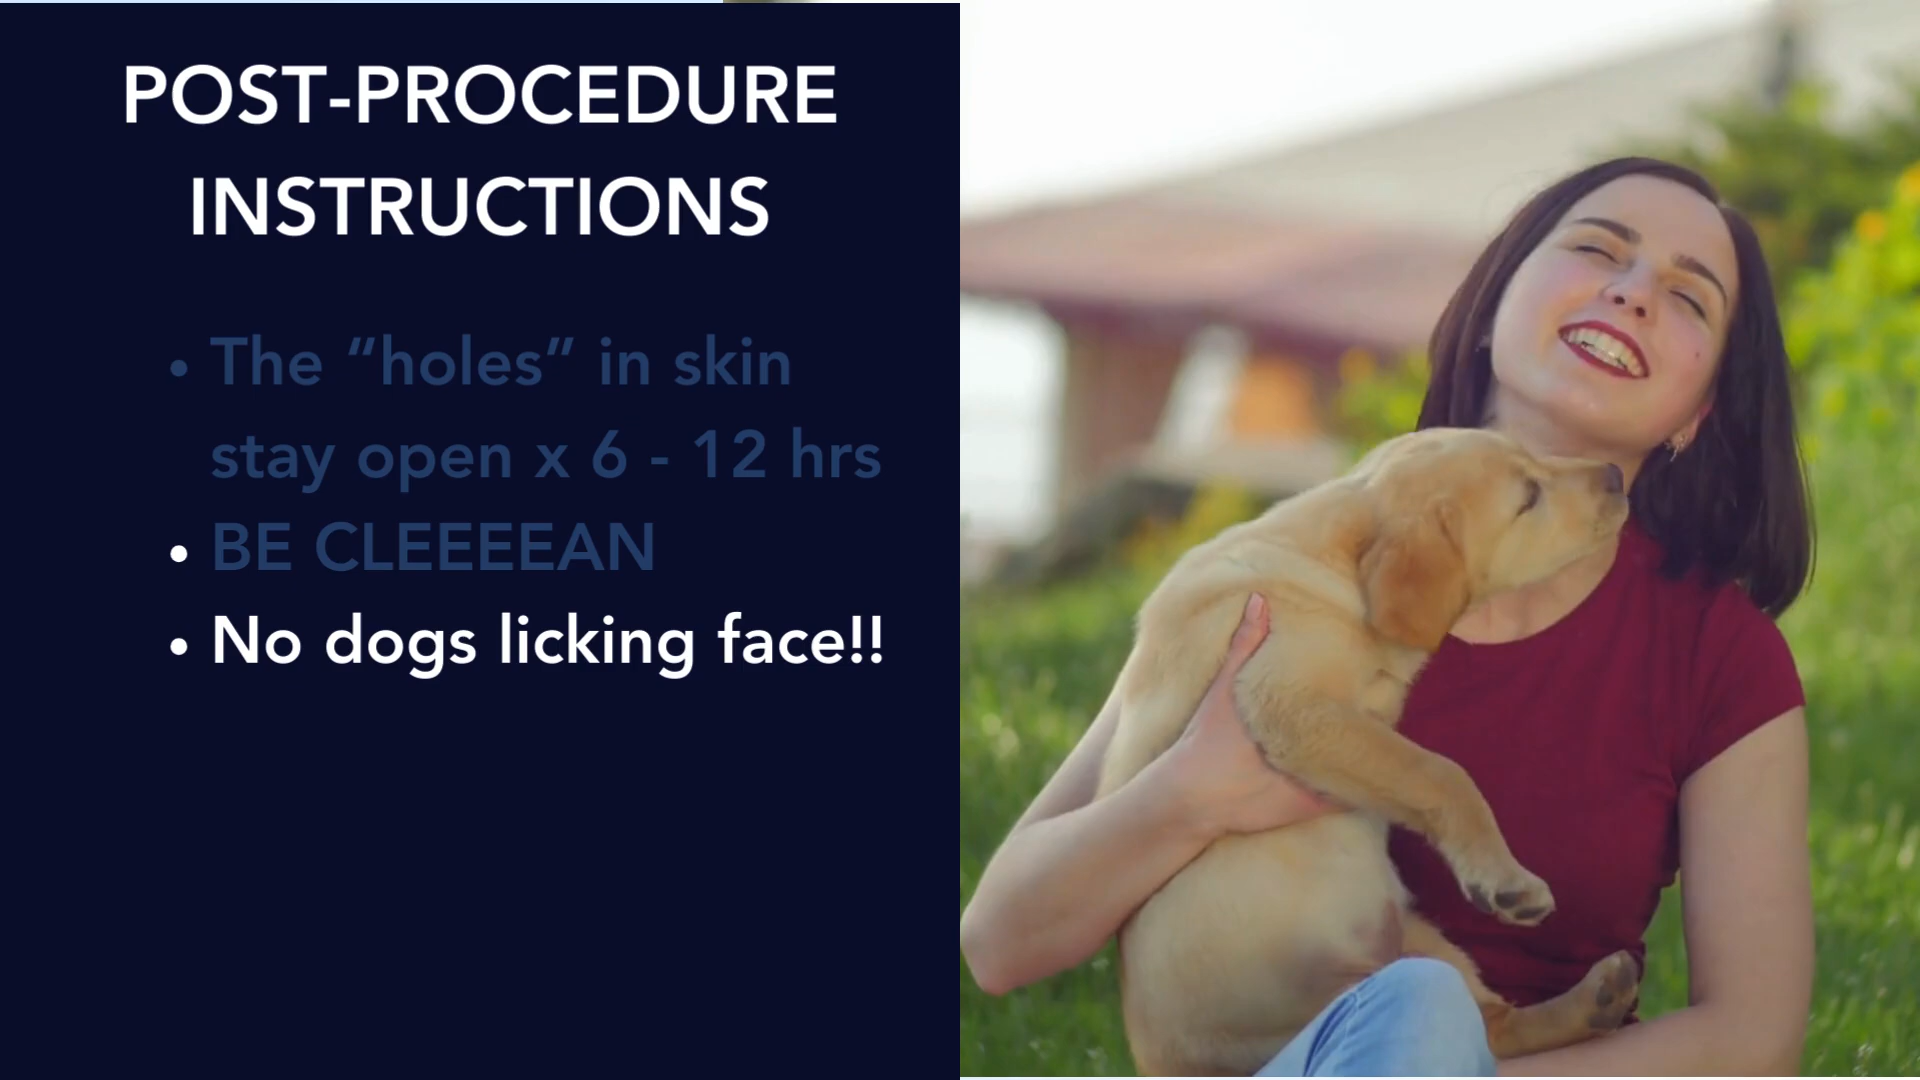 POST-PROCEDURE
INSTRUCTIONS
• The “holes” in skin
stay open x 6 - 12 hrs
• BE CLEEEEAN
• No dogs licking face!!